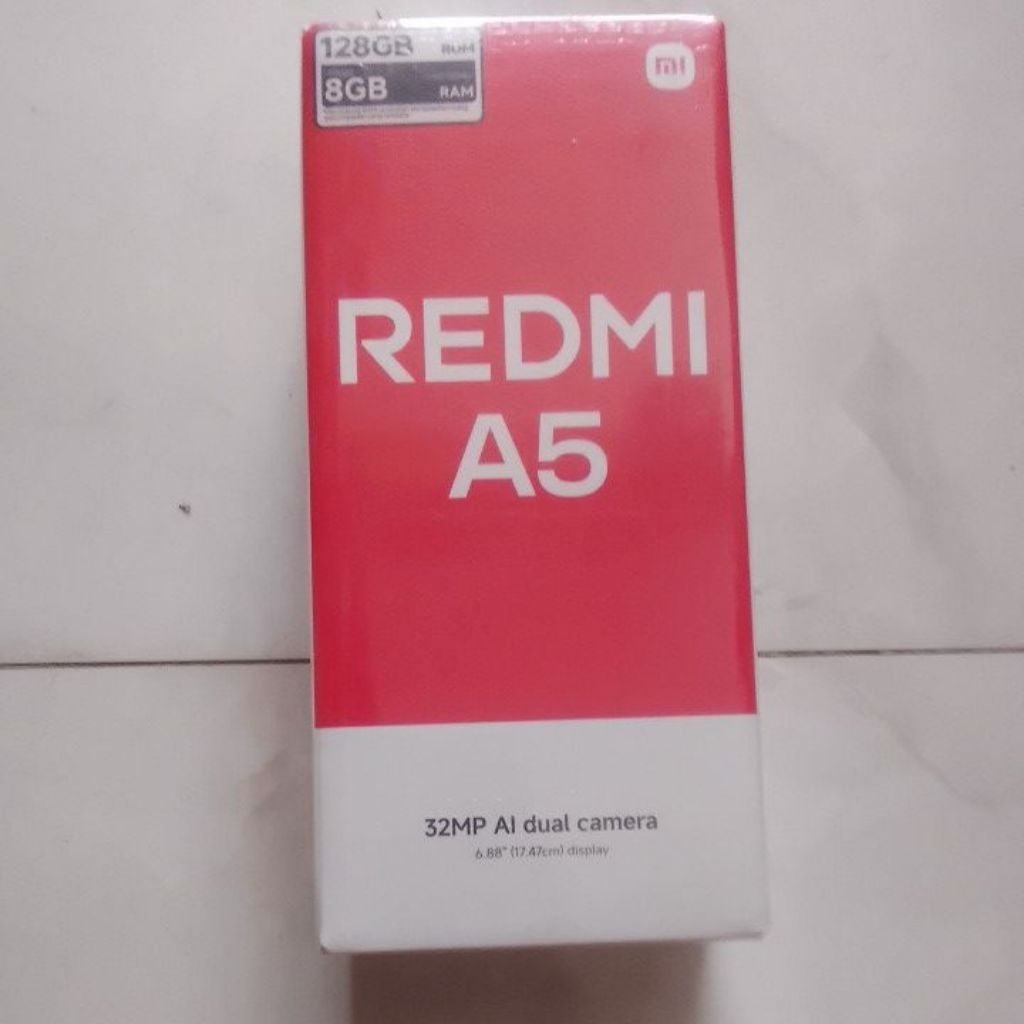 128GB ROM
8GB RAM
mi
REDMI
A5
32MP AI dual camera
6.88" (17.47cm) display